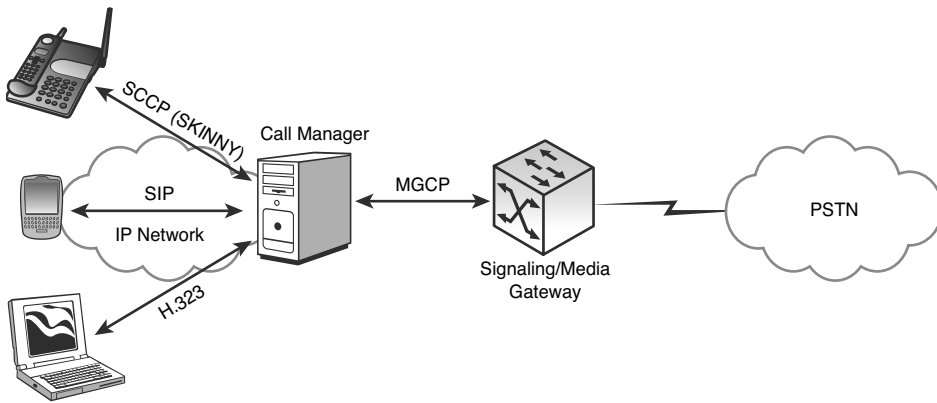 SCCP (SKINNY)
Call Manager
SIP
IP Network
H.323
MGCP
Signaling/Media
Gateway
PSTN